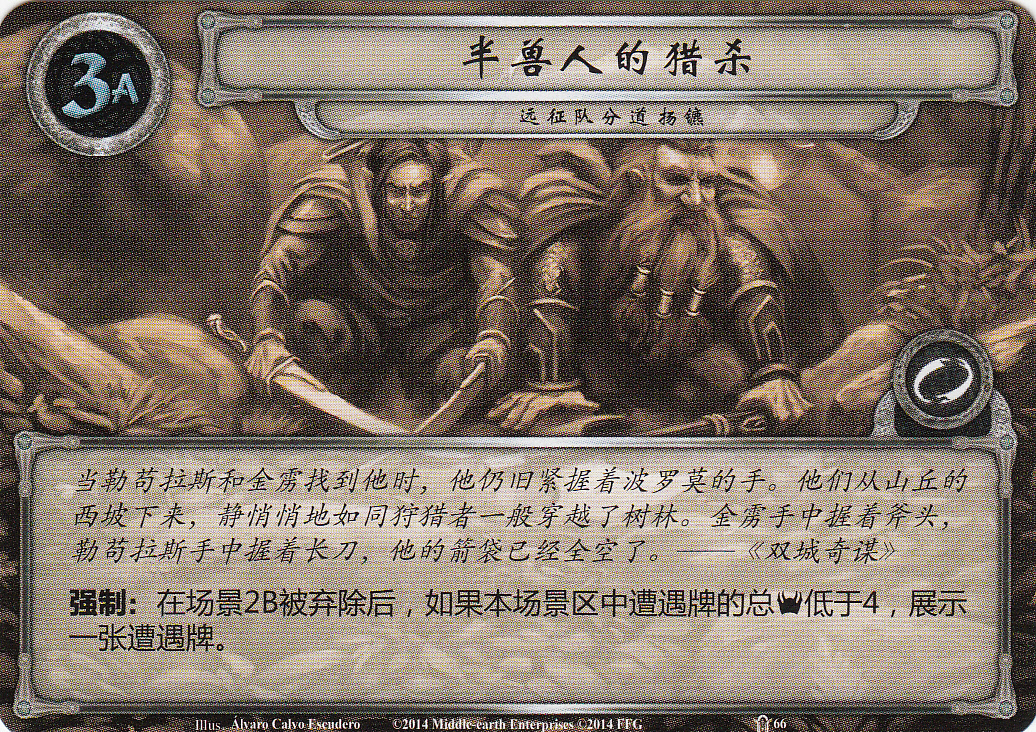 3A
半兽人的猎杀
远征队分道扬镳
当勒苟拉斯和金雳找到他时，他仍旧紧握着波罗莫的手。他们从山丘的
西坡下来，静悄悄地如同狩猎者一般穿越了树林。金雳手中握着斧头，
勒苟拉斯手中握着长刀，他的箭袋已经全空了。——《双城奇谋》
强制：在场景2B被弃除后，如果本场景区中遭遇牌的总低于4，展示
一张遭遇牌。
Illus. Álvaro Calvo Escudero ©2014 Middle-earth Enterprises ©2014 FFG 66